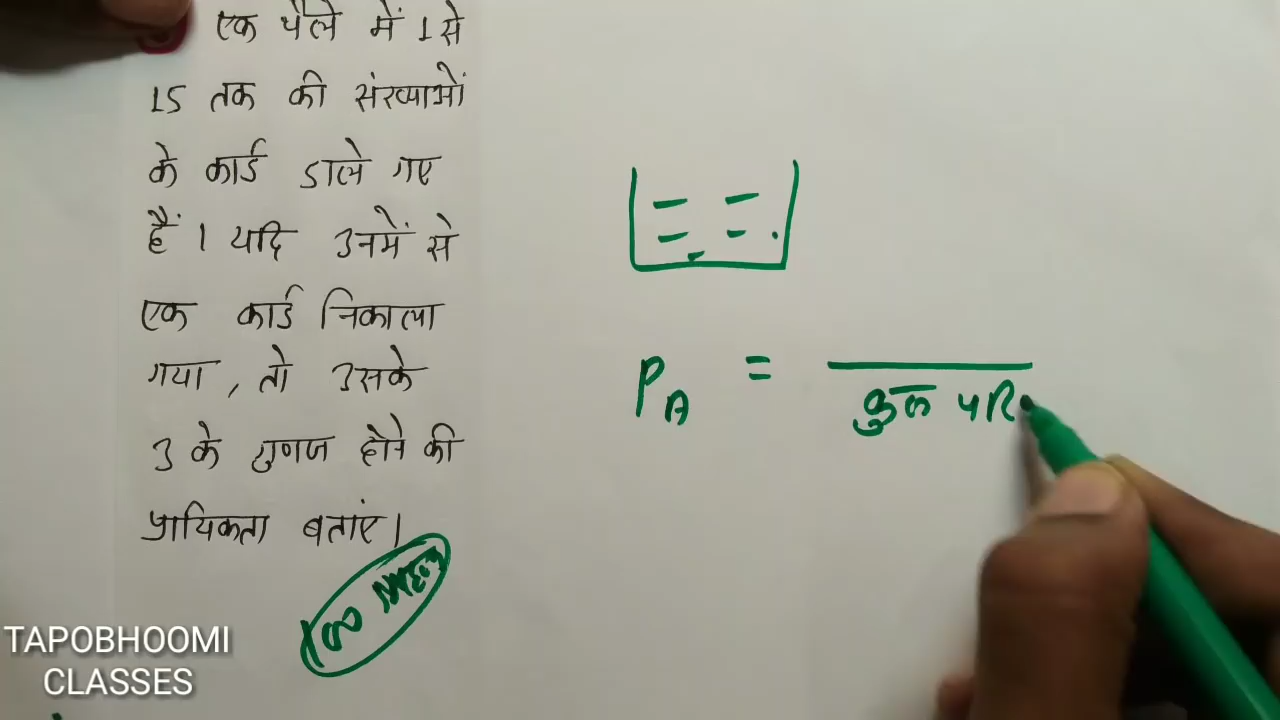 एक थैले में 1 से
15 तक की संख्याओं
के कार्ड डाले गए
हैं । यदि उनमें से
एक कार्ड निकाला
गया , तो उसके
3 के गुणज होने की
प्रायिकता बताएं ।
P_A =
कुल परि
TAPOBHOOMI
CLASSES